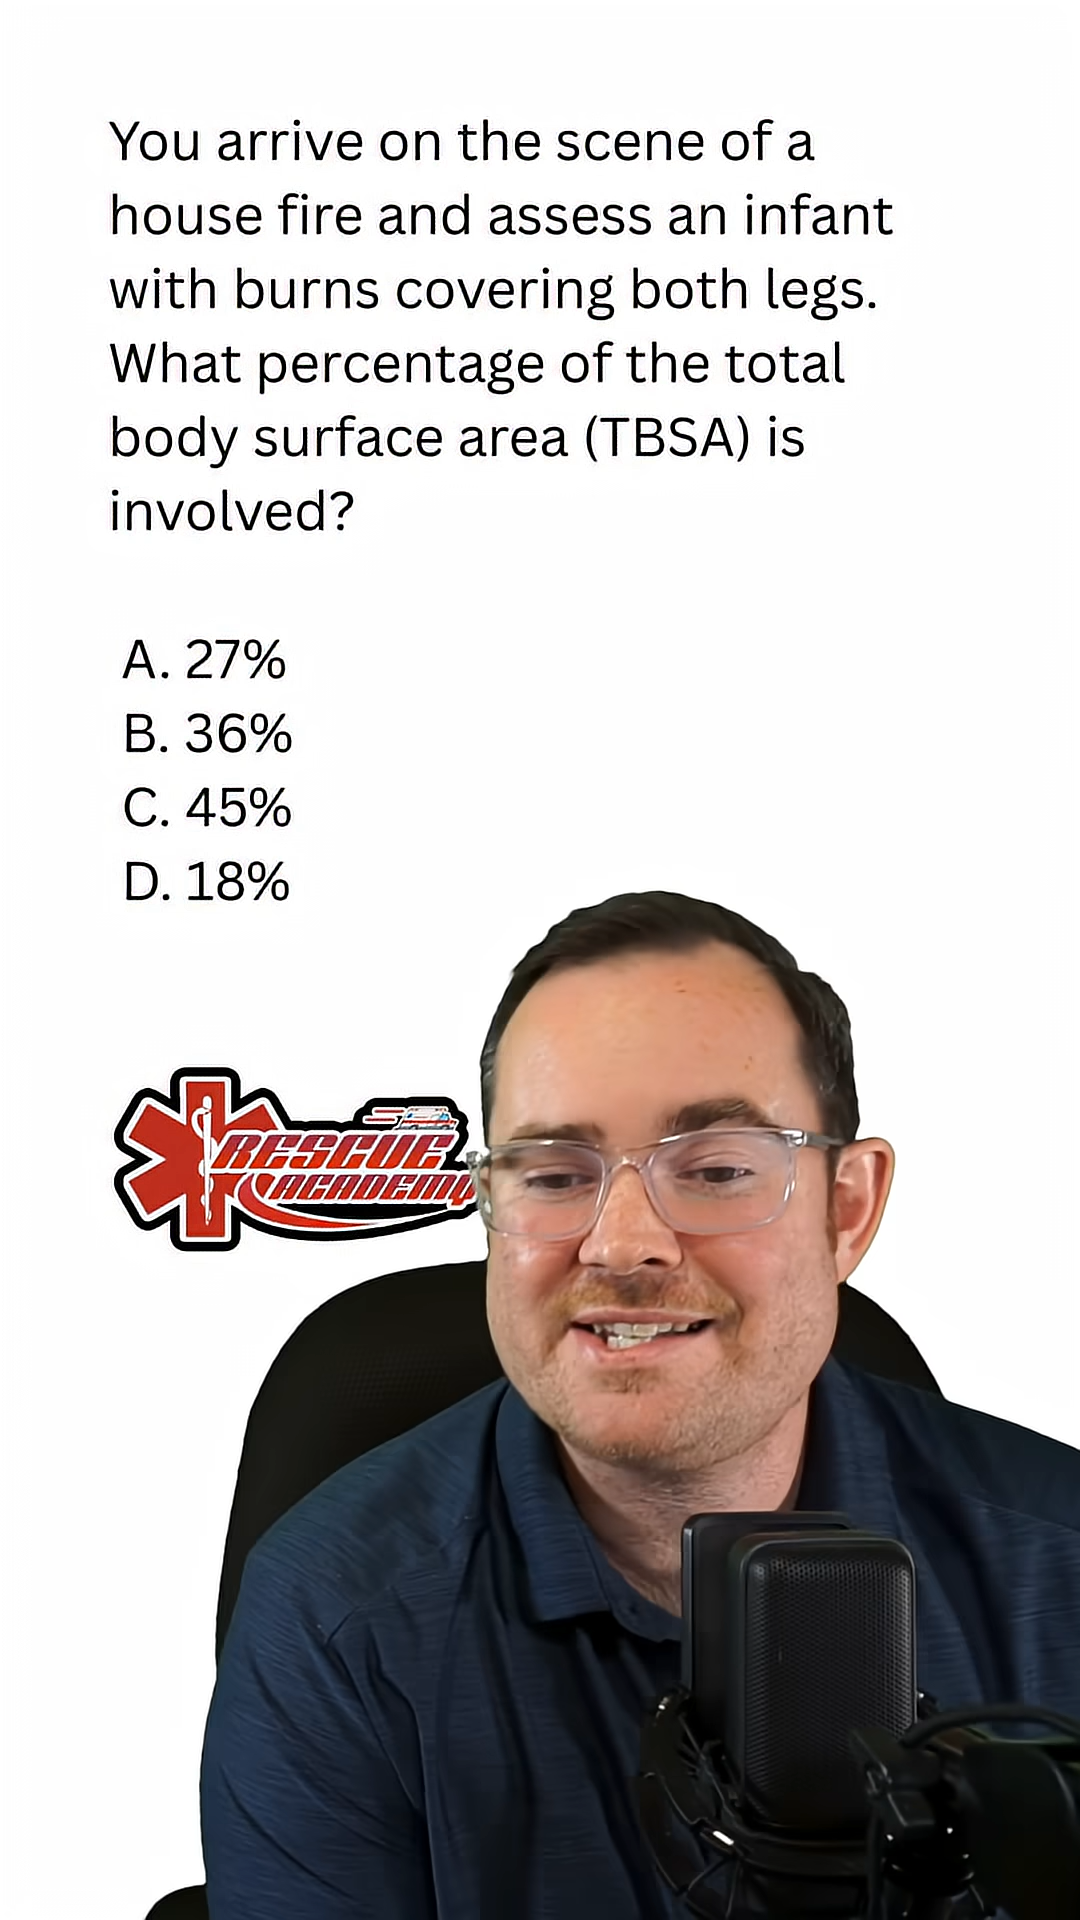 You arrive on the scene of a
house fire and assess an infant
with burns covering both legs.
What percentage of the total
body surface area (TBSA) is
involved?
A. 27%
B. 36%
C. 45%
D. 18%
RESCUE
ACADEMY